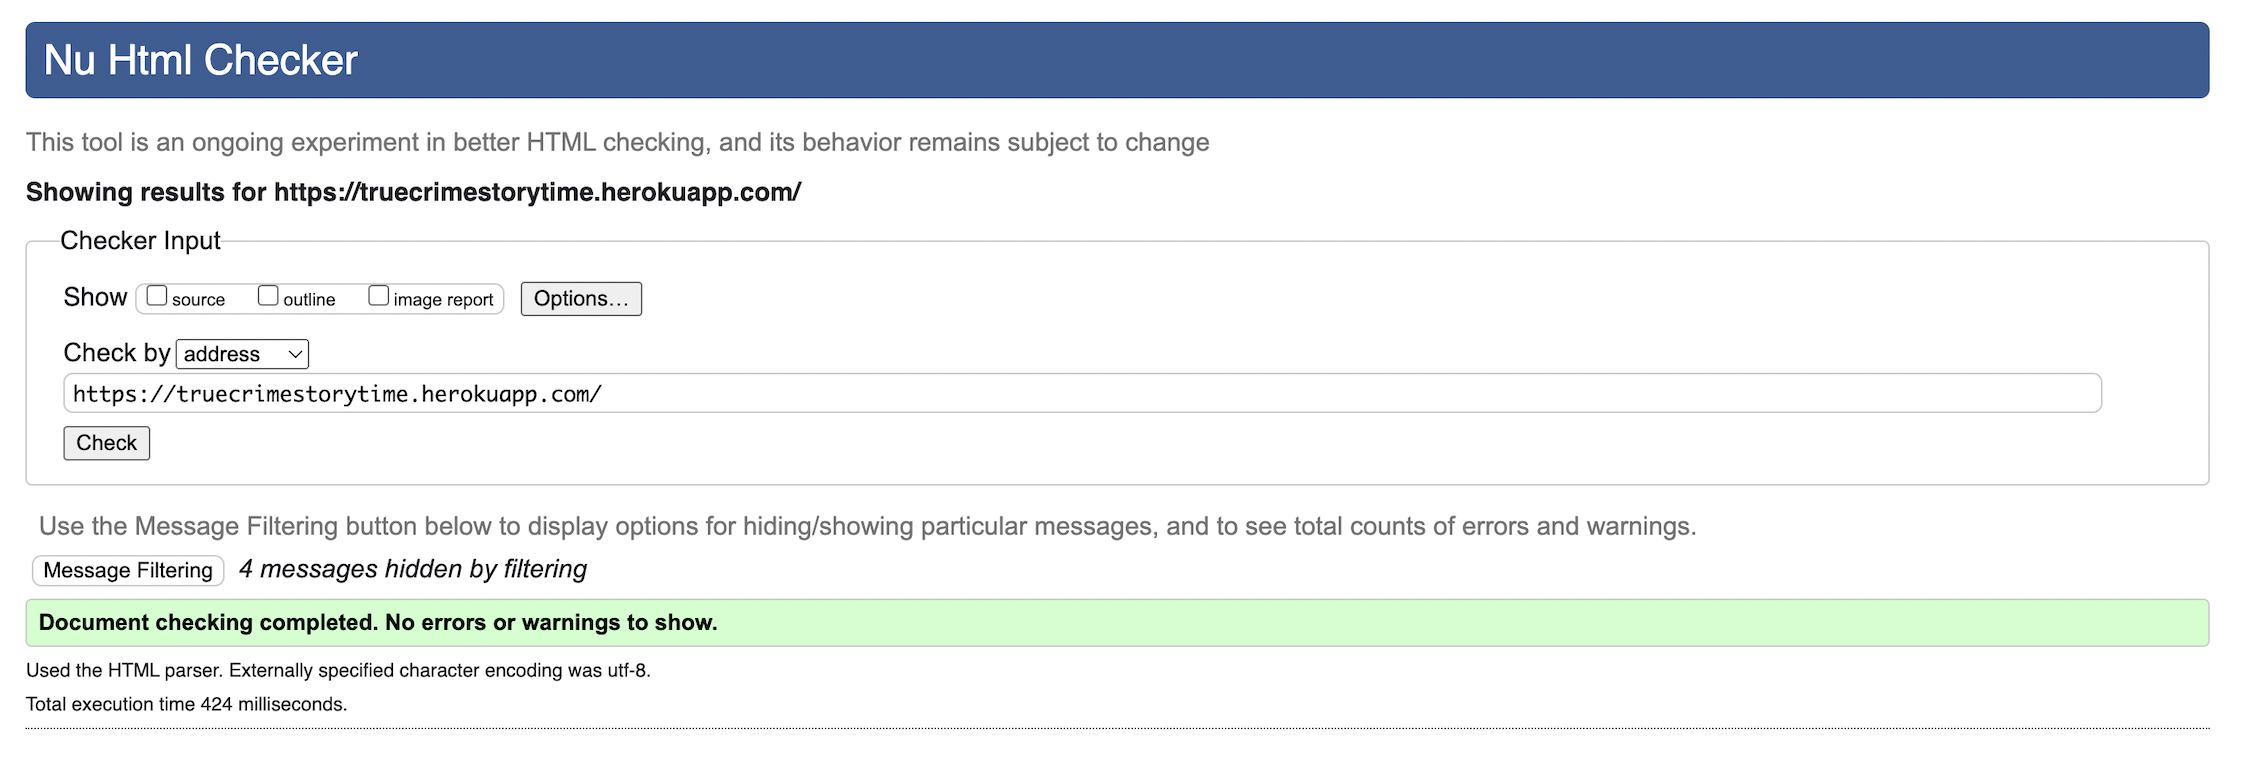 Nu Html Checker
This tool is an ongoing experiment in better HTML checking, and its behavior remains subject to change
Showing results for https://truecrimestorytime.herokuapp.com/
Checker Input
Show source outline image report Options...
Check by address
https://truecrimestorytime.herokuapp.com/
Check
Use the Message Filtering button below to display options for hiding/showing particular messages, and to see total counts of errors and warnings.
Message Filtering 4 messages hidden by filtering
Document checking completed. No errors or warnings to show.
Used the HTML parser. Externally specified character encoding was utf-8.
Total execution time 424 milliseconds.